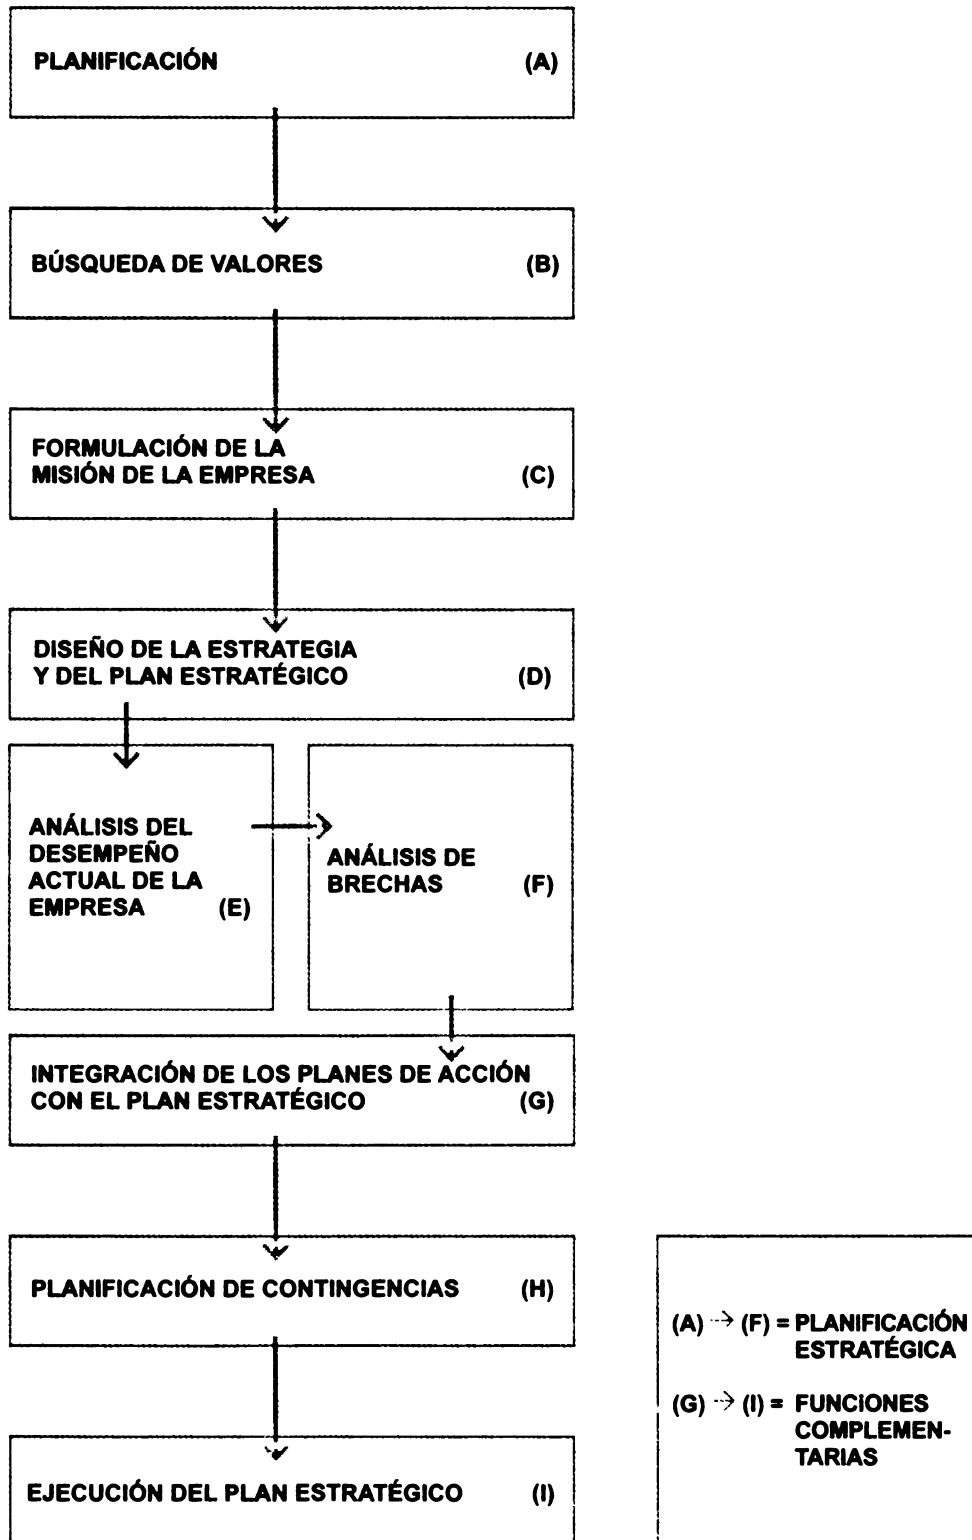 PLANIFICACIÓN (A)
BÚSQUEDA DE VALORES (B)
FORMULACIÓN DE LA
MISIÓN DE LA EMPRESA (C)
DISEÑO DE LA ESTRATEGIA
Y DEL PLAN ESTRATÉGICO (D)
ANÁLISIS DEL
DESEMPEÑO
ACTUAL DE LA
EMPRESA (E)
ANÁLISIS DE
BRECHAS (F)
INTEGRACIÓN DE LOS PLANES DE ACCIÓN
CON EL PLAN ESTRATÉGICO (G)
PLANIFICACIÓN DE CONTINGENCIAS (H)
EJECUCIÓN DEL PLAN ESTRATÉGICO (I)
(A) → (F) = PLANIFICACIÓN
ESTRATÉGICA
(G) → (I) = FUNCIONES
COMPLEMEN-
TARIAS